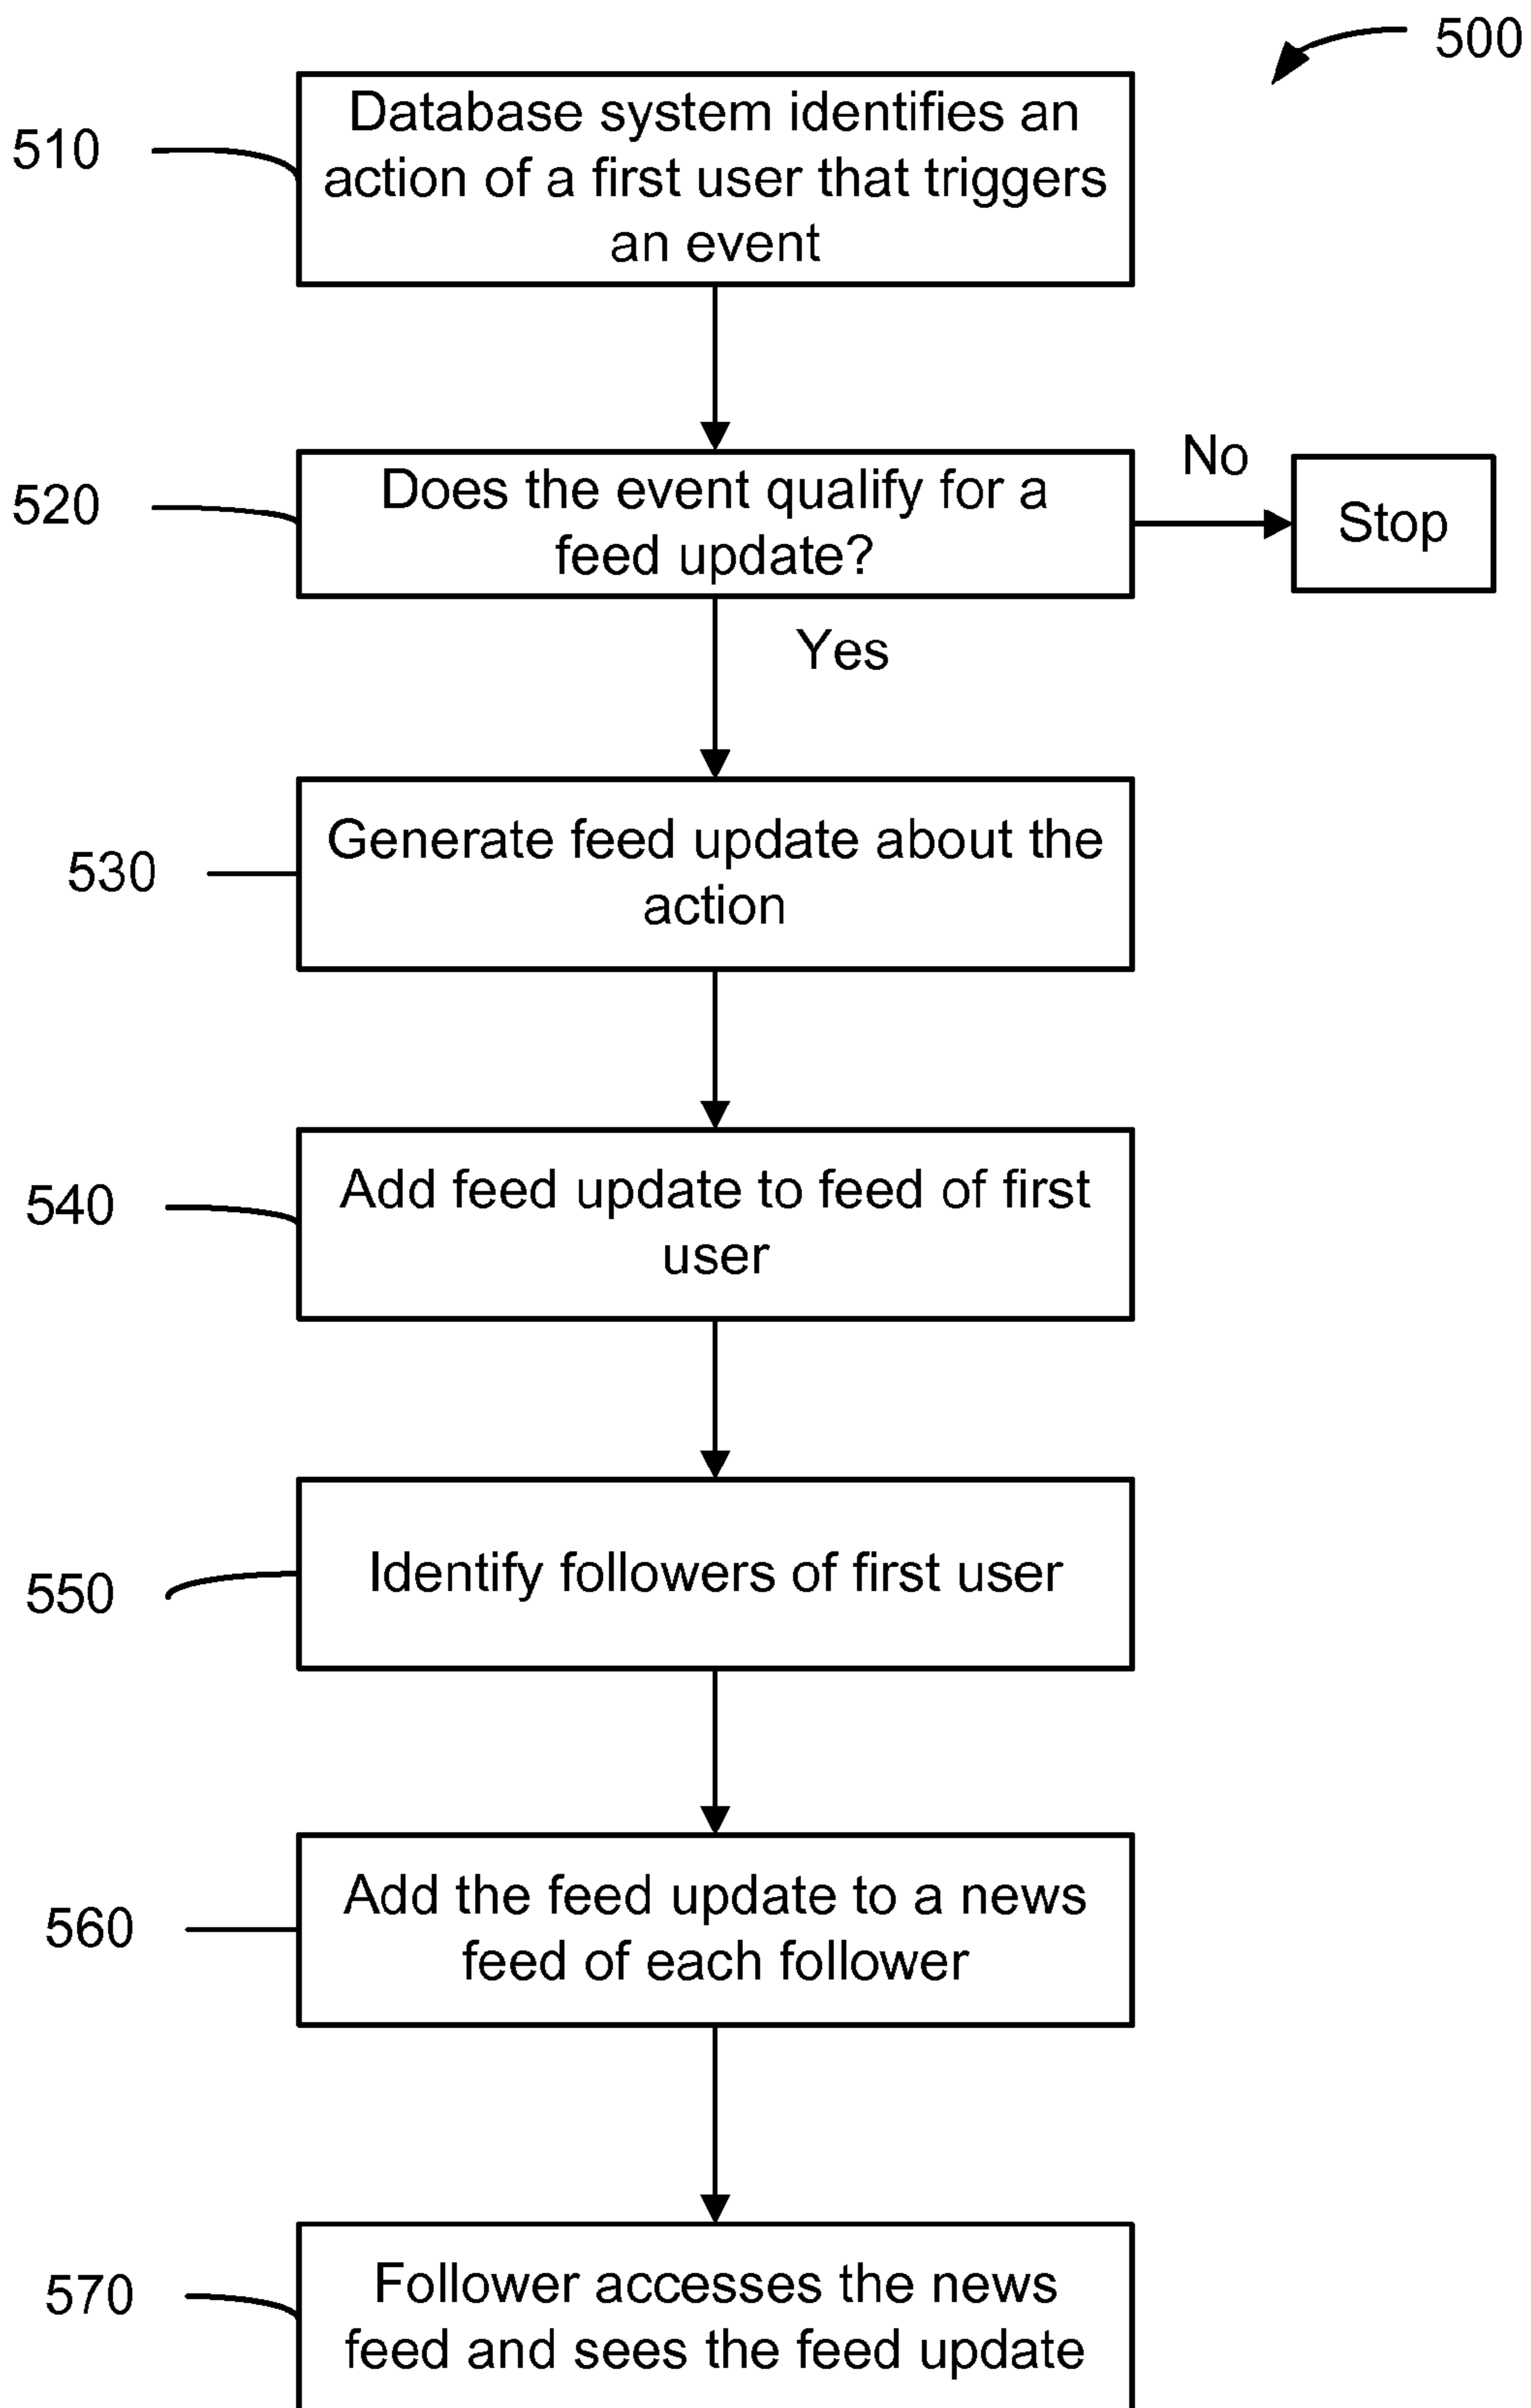 500
510
Database system identifies an
action of a first user that triggers
an event
520
Does the event qualify for a
feed update?
No
Stop
Yes
530
Generate feed update about the
action
540
Add feed update to feed of first
user
550
Identify followers of first user
560
Add the feed update to a news
feed of each follower
570
Follower accesses the news
feed and sees the feed update